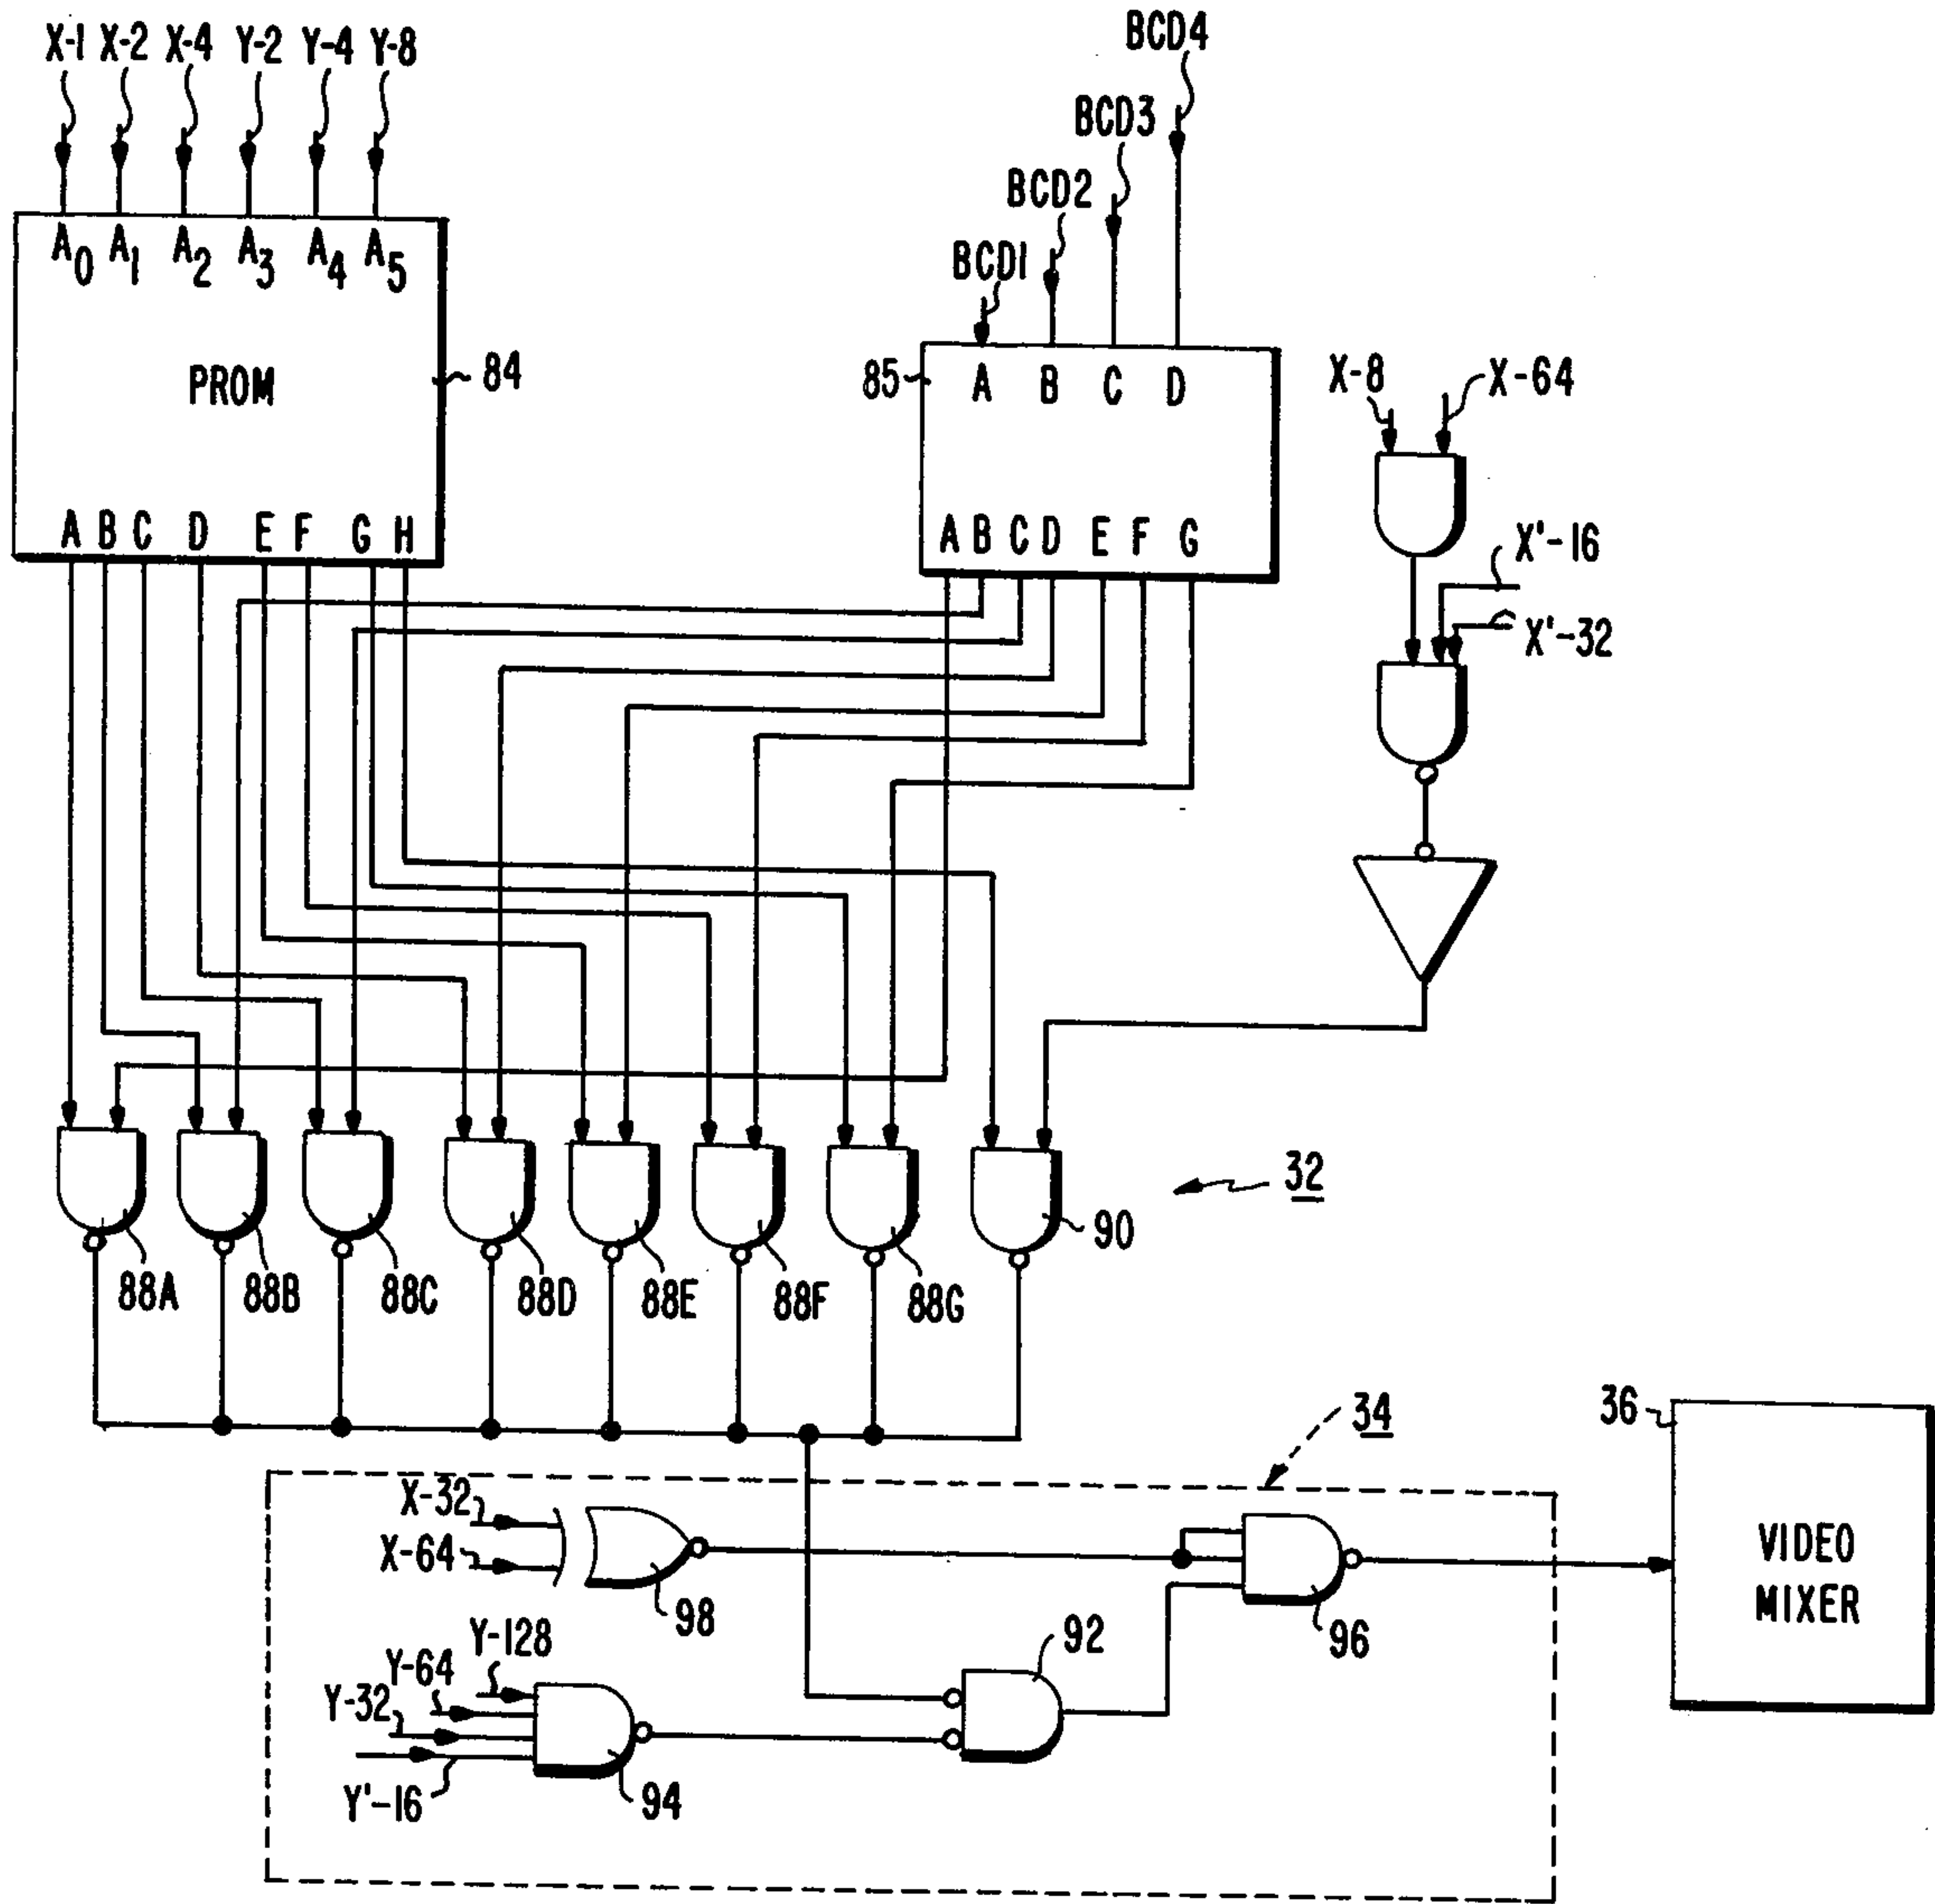 X-1 X-2 X-4 Y-2 Y-4 Y-8
BCD4
BCD3
BCD2
BCD1
A0 A1 A2 A3 A4 A5
PROM
84
85
A B C D
X-8
X-64
X'-16
X'-32
A B C D E F G H
A B C D E F G
32
90
88A
88B
88C
88D
88E
88F
88G
34
36
X-32
X-64
98
96
VIDEO
MIXER
Y-128
Y-64
Y-32
Y'-16
94
92